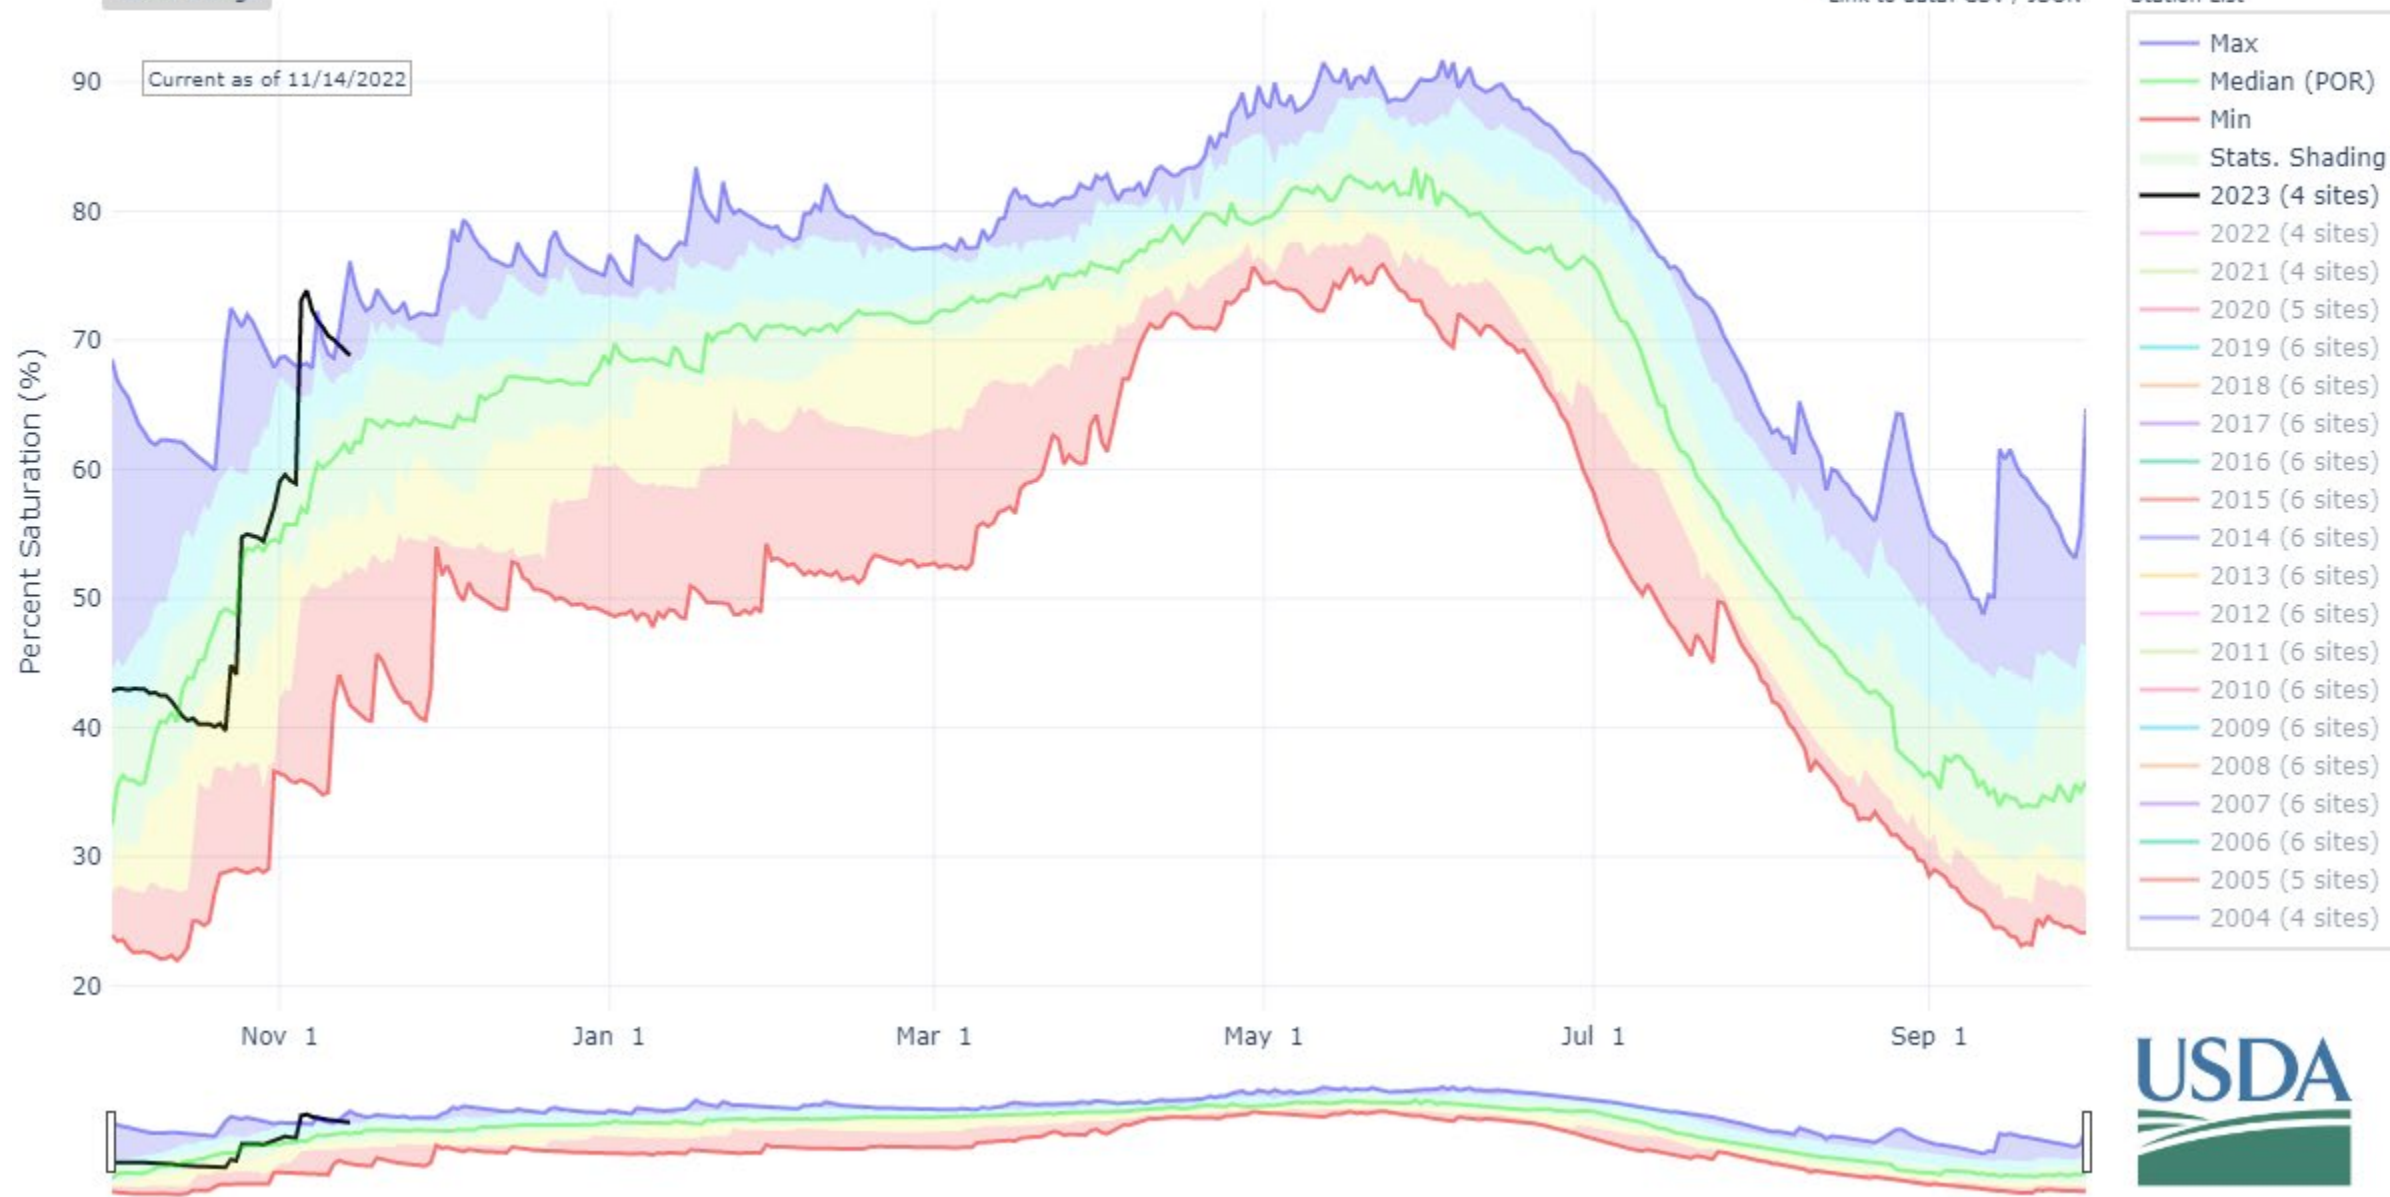 Current as of 11/14/2022
Percent Saturation (%)
90
80
70
60
50
40
30
20
Nov 1
Jan 1
Mar 1
May 1
Jul 1
Sep 1
Max
Median (POR)
Min
Stats. Shading
2023 (4 sites)
2022 (4 sites)
2021 (4 sites)
2020 (5 sites)
2019 (6 sites)
2018 (6 sites)
2017 (6 sites)
2016 (6 sites)
2015 (6 sites)
2014 (6 sites)
2013 (6 sites)
2012 (6 sites)
2011 (6 sites)
2010 (6 sites)
2009 (6 sites)
2008 (6 sites)
2007 (6 sites)
2006 (6 sites)
2005 (5 sites)
2004 (4 sites)
USDA